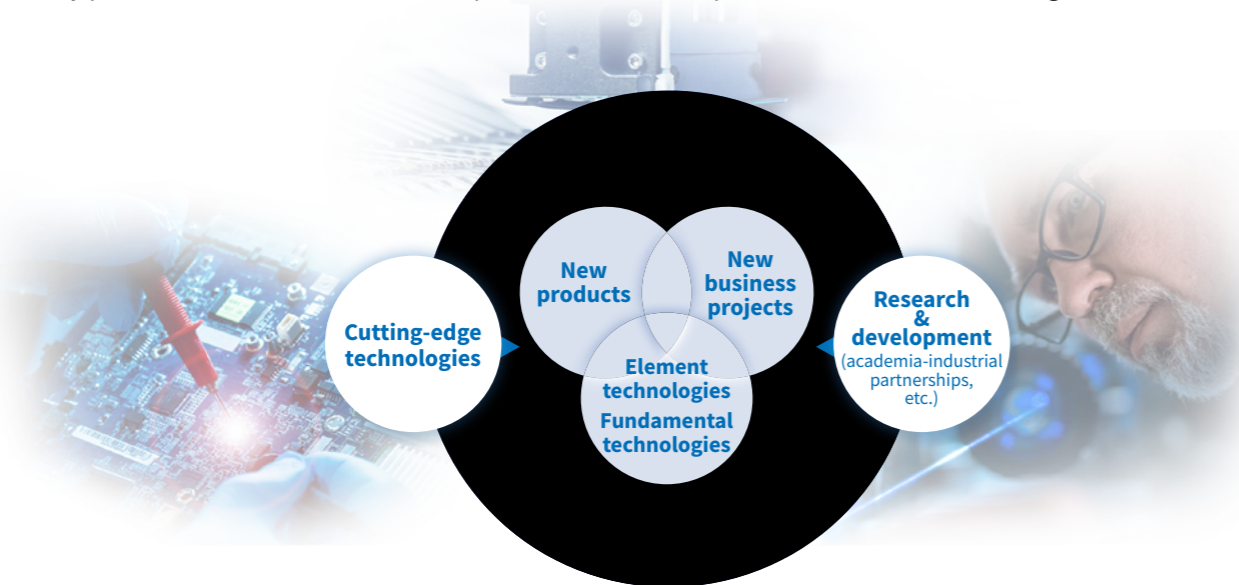 New
products
New
business
projects
Cutting-edge
technologies
Research
&
development
(academia-industrial
partnerships,
etc.)
Element
technologies
Fundamental
technologies